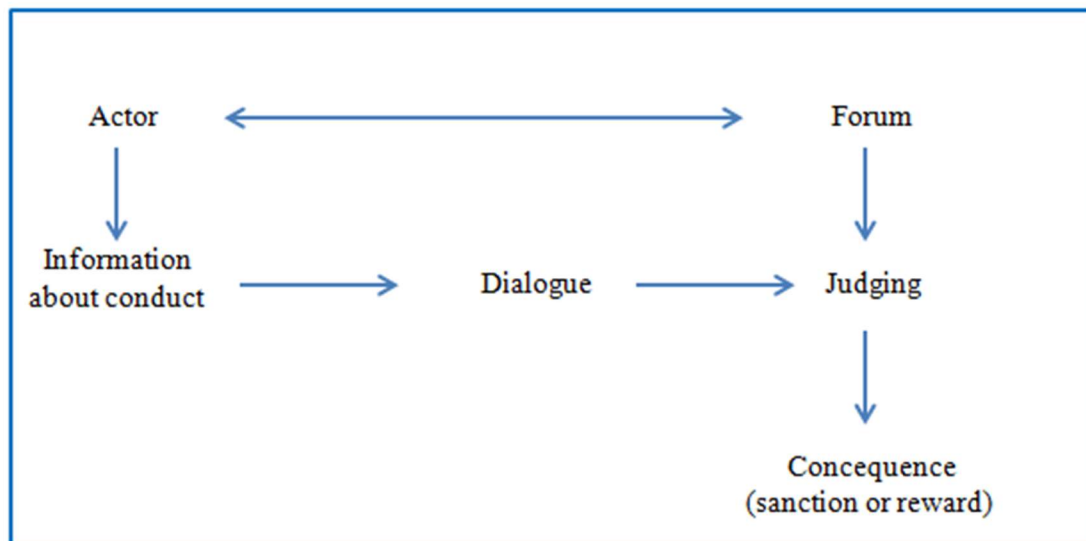 Actor
Forum
Information
about conduct
Dialogue
Judging
Concequence
(sanction or reward)